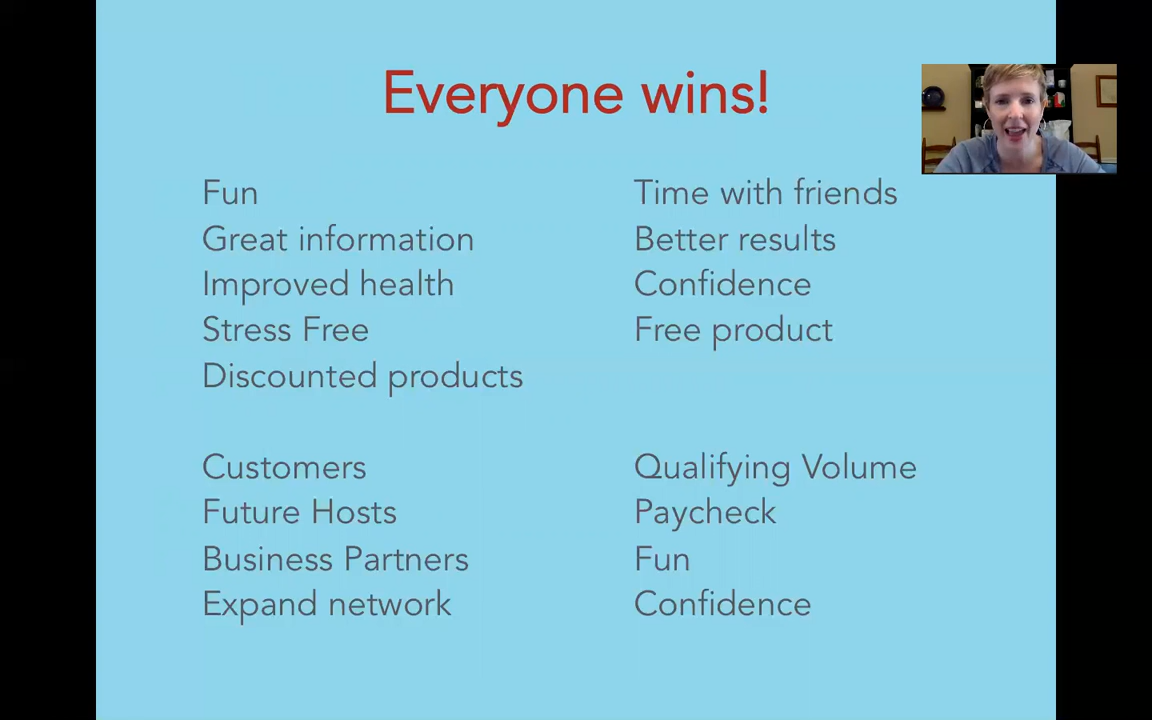 Everyone wins!
Fun
Great information
Improved health
Stress Free
Discounted products
Time with friends
Better results
Confidence
Free product
Customers
Future Hosts
Business Partners
Expand network
Qualifying Volume
Paycheck
Fun
Confidence